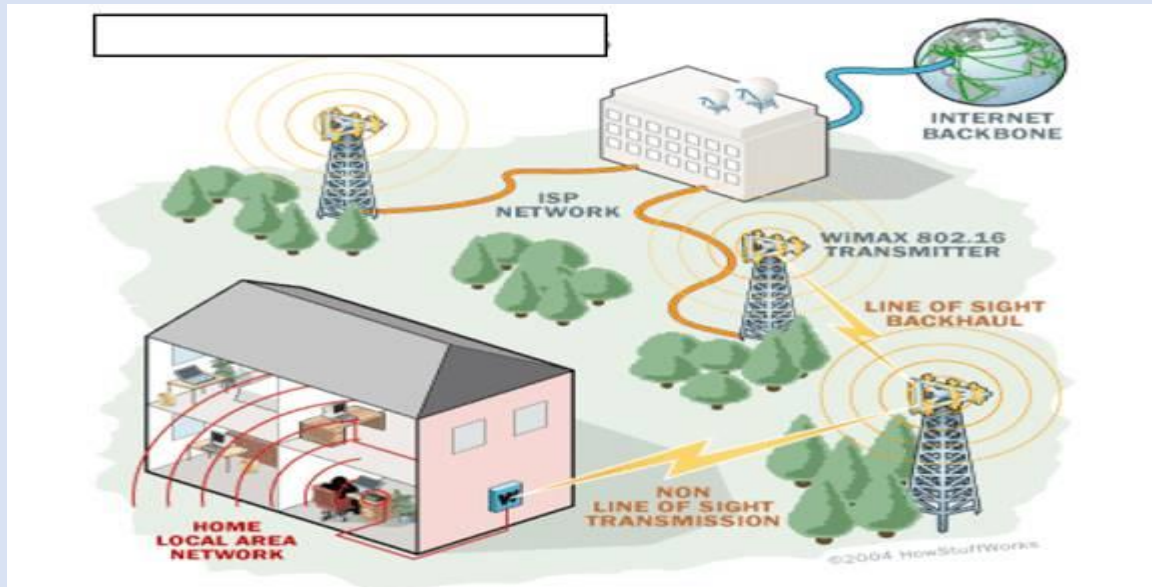 INTERNET
BACKBONE
ISP
NETWORK
WiMAX 802.16
TRANSMITTER
LINE OF SIGHT
BACKHAUL
NON
LINE OF SIGHT
TRANSMISSION
HOME
LOCAL AREA
NETWORK
©2004 HowStuffWorks